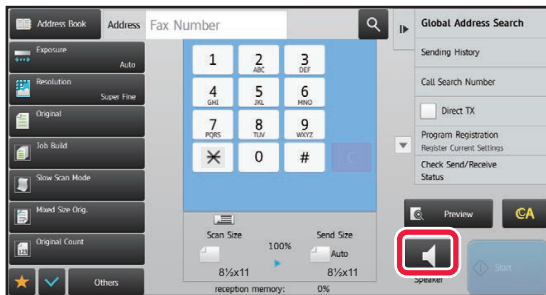 Address Book
Address
Fax Number
Global Address Search
Exposure
Auto
Resolution
Super Fine
Original
Job Build
Slow Scan Mode
Mixed Size Orig.
Original Count
Others
1
2
ABC
3
DEF
4
GHI
5
JKL
6
MNO
7
PQRS
8
TUV
9
WXYZ
0
#
C
Scan Size
100%
Send Size
Auto
8½x11
8½x11
reception memory: 0%
Sending History
Call Search Number
Direct TX
Program Registration
Register Current Settings
Check Send/Receive
Status
Preview
CA
Speaker
Start